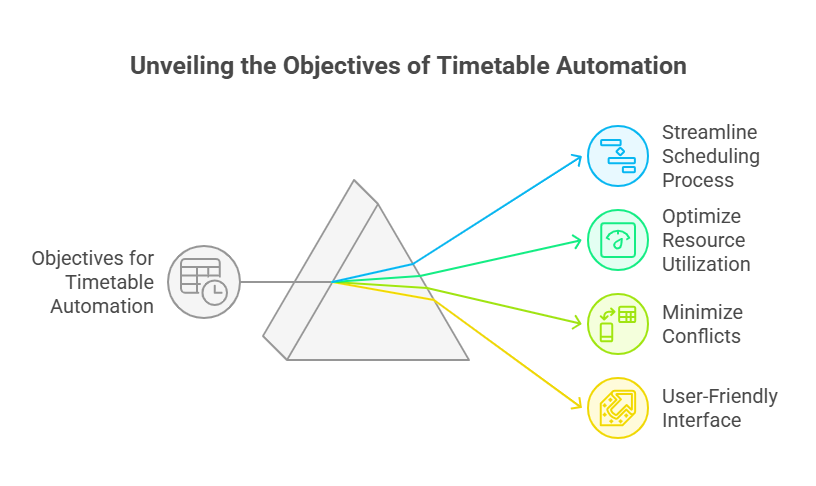 Unveiling the Objectives of Timetable Automation
Objectives for
Timetable
Automation
Streamline
Scheduling
Process
Optimize
Resource
Utilization
Minimize
Conflicts
User-Friendly
Interface